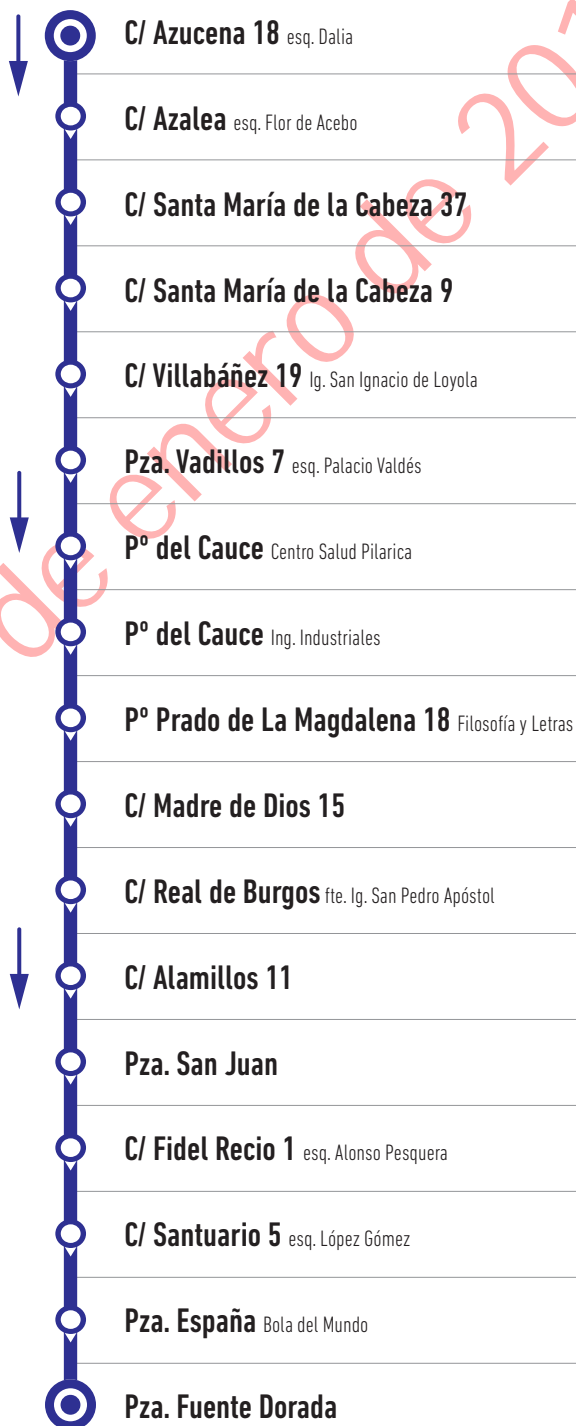 C/ Azucena 18 esq. Dalia
C/ Azalea esq. Flor de Acebo
C/ Santa María de la Cabeza 37
C/ Santa María de la Cabeza 9
C/ Villabáñez 19 Ig. San Ignacio de Loyola
Pza. Vadillos 7 esq. Palacio Valdés
Pº del Cauce Centro Salud Pilarica
Pº del Cauce Ing. Industriales
Pº Prado de La Magdalena 18 Filosofía y Letras
C/ Madre de Dios 15
C/ Real de Burgos fte. Ig. San Pedro Apóstol
C/ Alamillos 11
Pza. San Juan
C/ Fidel Recio 1 esq. Alonso Pesquera
C/ Santuario 5 esq. López Gómez
Pza. España Bola del Mundo
Pza. Fuente Dorada
de enero de